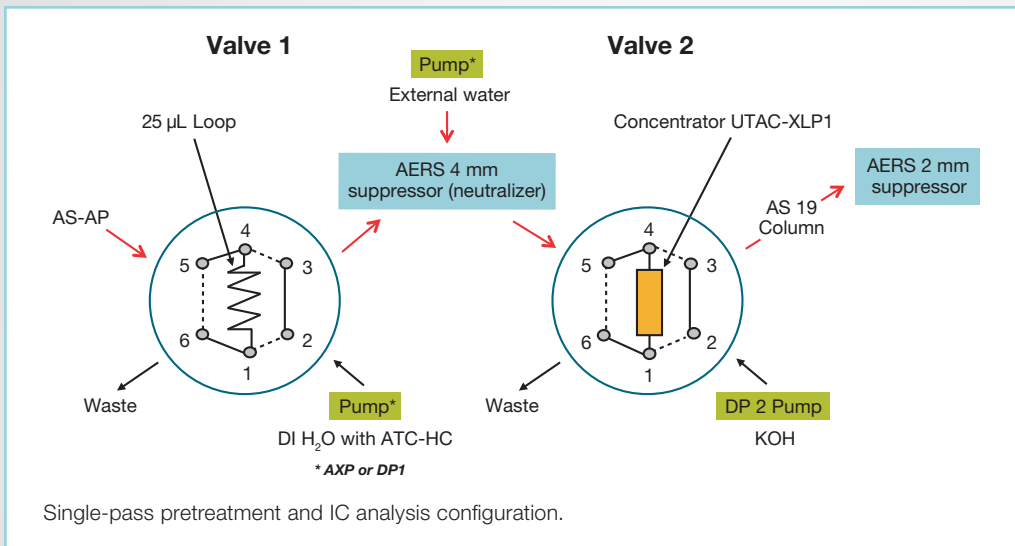 Valve 1
Valve 2
Pump*
External water
25 µL Loop
Concentrator UTAC-XLP1
AERS 4 mm
suppressor (neutralizer)
AERS 2 mm
suppressor
AS-AP
AS 19
Column
4
5
3
6
2
1
4
5
3
6
2
1
Waste
Pump*
DI H₂O with ATC-HC
* AXP or DP1
Waste
DP 2 Pump
KOH
Single-pass pretreatment and IC analysis configuration.